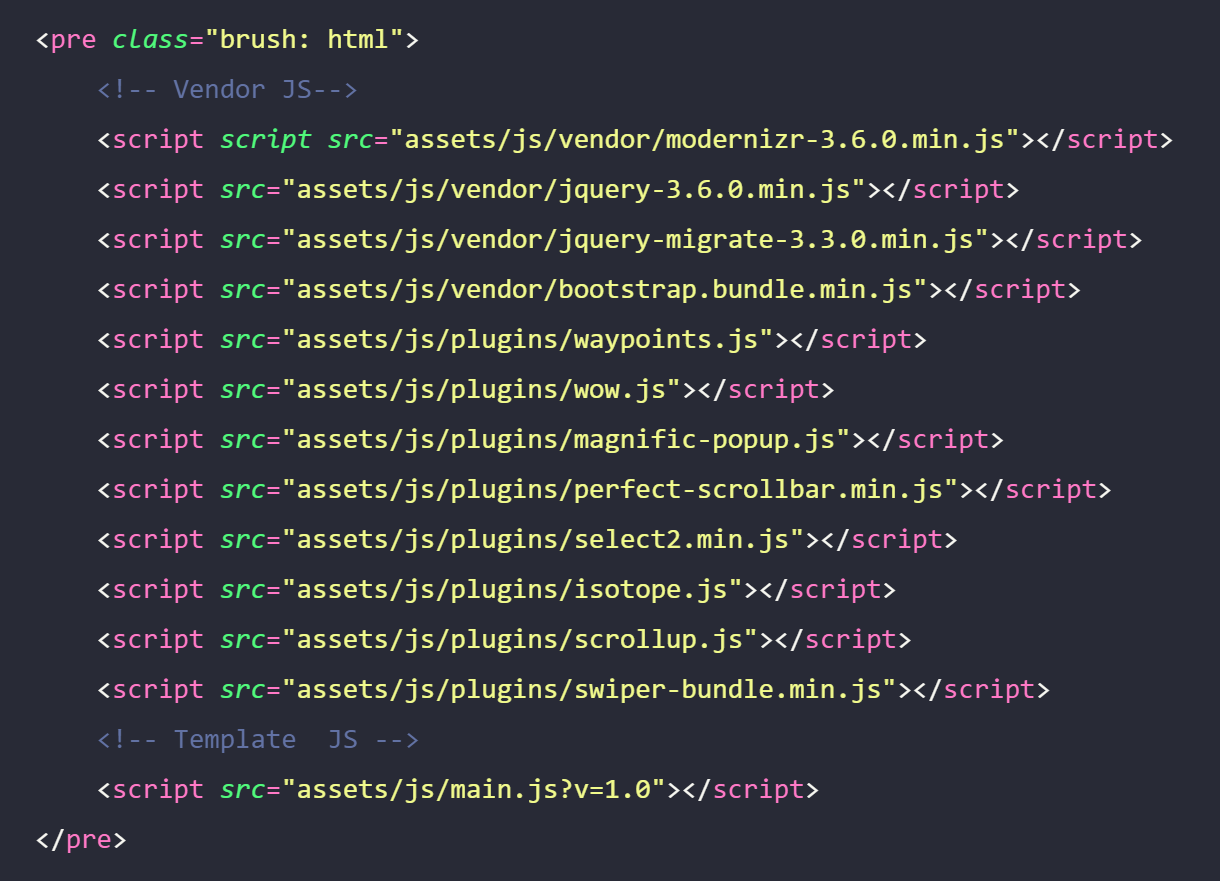 <pre class="brush: html">
    <!-- Vendor JS-->
    <script script src="assets/js/vendor/modernizr-3.6.0.min.js"></script>
    <script src="assets/js/vendor/jquery-3.6.0.min.js"></script>
    <script src="assets/js/vendor/jquery-migrate-3.3.0.min.js"></script>
    <script src="assets/js/vendor/bootstrap.bundle.min.js"></script>
    <script src="assets/js/plugins/waypoints.js"></script>
    <script src="assets/js/plugins/wow.js"></script>
    <script src="assets/js/plugins/magnific-popup.js"></script>
    <script src="assets/js/plugins/perfect-scrollbar.min.js"></script>
    <script src="assets/js/plugins/select2.min.js"></script>
    <script src="assets/js/plugins/isotope.js"></script>
    <script src="assets/js/plugins/scrollup.js"></script>
    <script src="assets/js/plugins/swiper-bundle.min.js"></script>
    <!-- Template  JS -->
    <script src="assets/js/main.js?v=1.0"></script>
</pre>